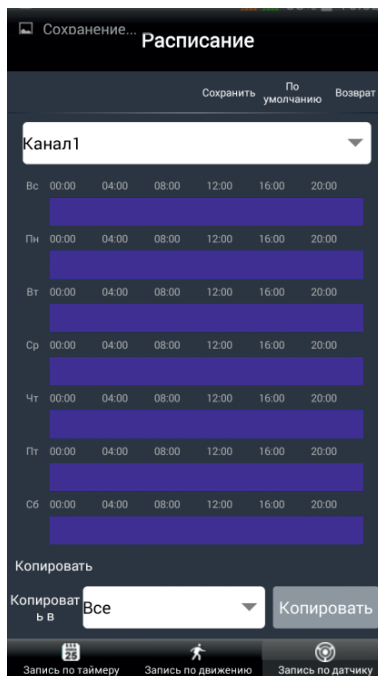 Сохранение...
Расписание
Сохранить По умолчанию Возврат
Канал1
Вс 00:00 04:00 08:00 12:00 16:00 20:00
Пн 00:00 04:00 08:00 12:00 16:00 20:00
Вт 00:00 04:00 08:00 12:00 16:00 20:00
Ср 00:00 04:00 08:00 12:00 16:00 20:00
Чт 00:00 04:00 08:00 12:00 16:00 20:00
Пт 00:00 04:00 08:00 12:00 16:00 20:00
Сб 00:00 04:00 08:00 12:00 16:00 20:00
Копировать
Копироват
ь в
Все
Копировать
25
Запись по таймеру Запись по движению Запись по датчику